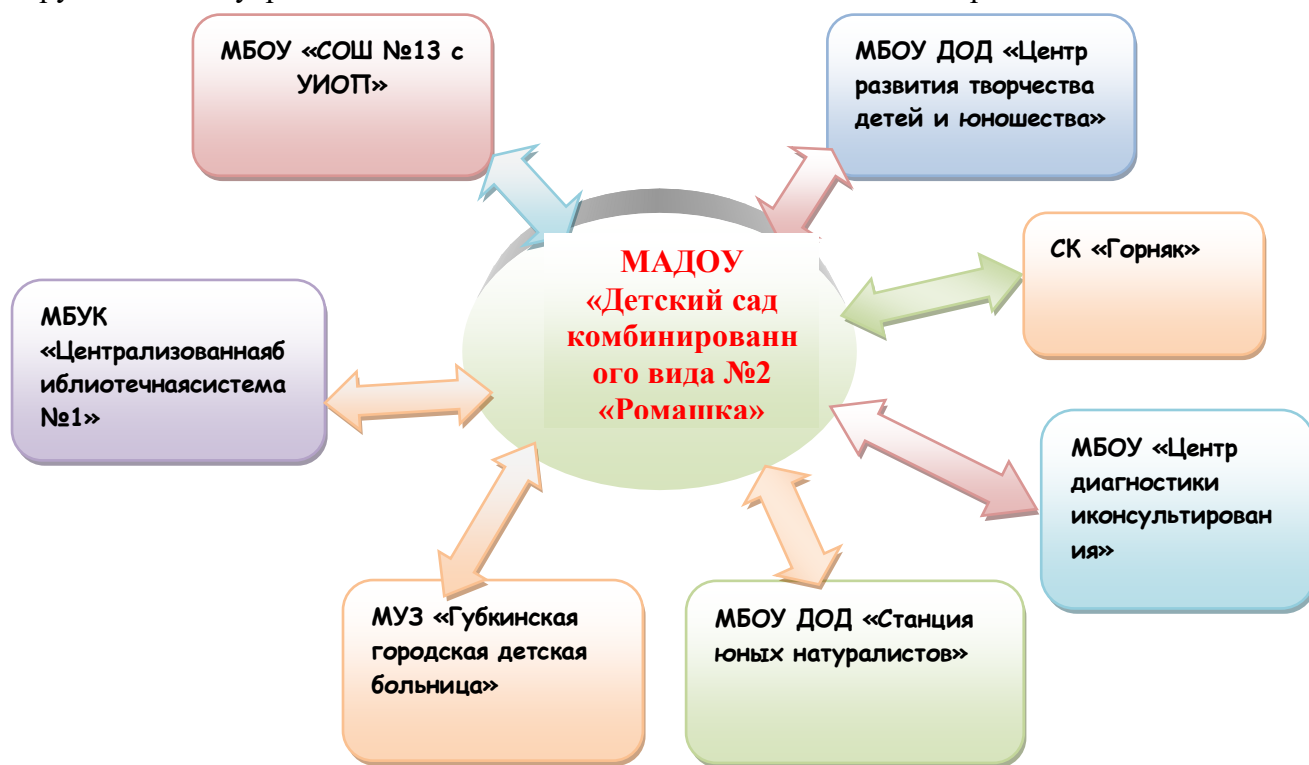 МБОУ «СОШ №13 с
УИОП»
МБОУ ДОД «Центр
развития творчества
детей и юношества»
СК «Горняк»
МАДОУ
«Детский сад
комбинированн
ого вида №2
«Ромашка»
МБУК
«Централизованнаяб
иблиотечнаясистема
№1»
МБОУ «Центр
диагностики
иконсультирован
ия»
МУЗ «Губкинская
городская детская
больница»
МБОУ ДОД «Станция
юных натуралистов»